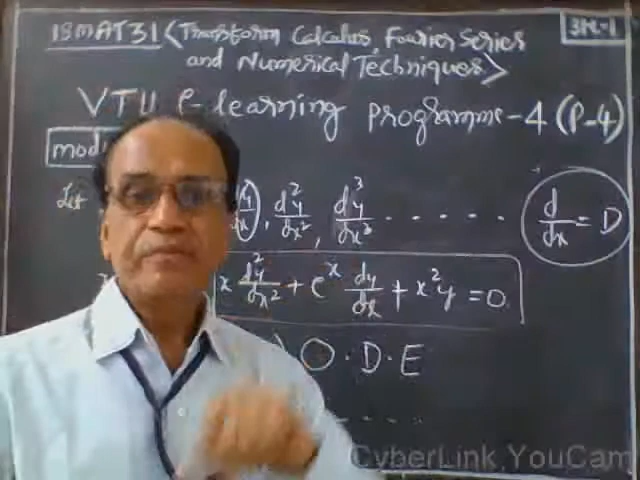 18MAT31 (Transform Calculus, Fourier Series 3M-1
and Numerical Techniques>
VTU e-learning Programme-4 (P-4)
Let y/dx, d²y/dx², d³y/dx³ ...... d/dx = D
x d²y/dx² + e^x dy/dx + x²y = 0
O.D.E
CyberLink YouCam